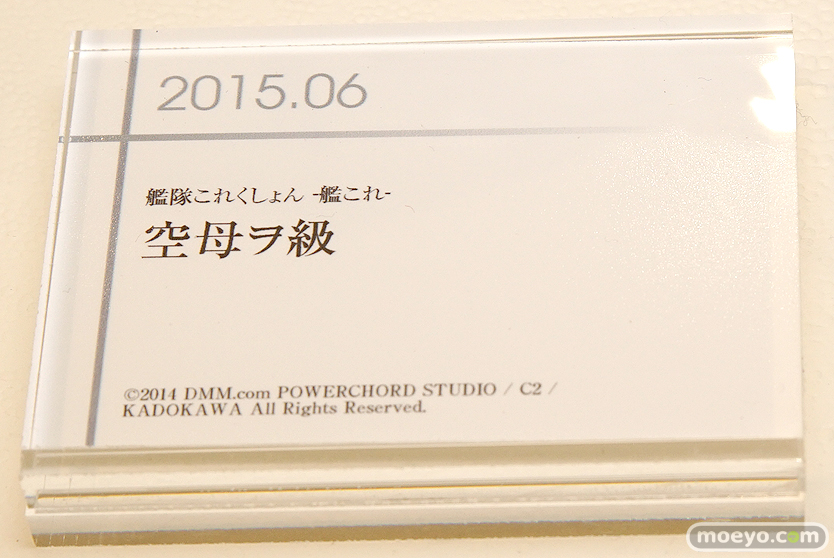 2015.06
艦隊これくしょん -艦これ-
空母ヲ級
©2014 DMM.com POWERCHORD STUDIO / C2 /
KADOKAWA All Rights Reserved.
moeyo.com